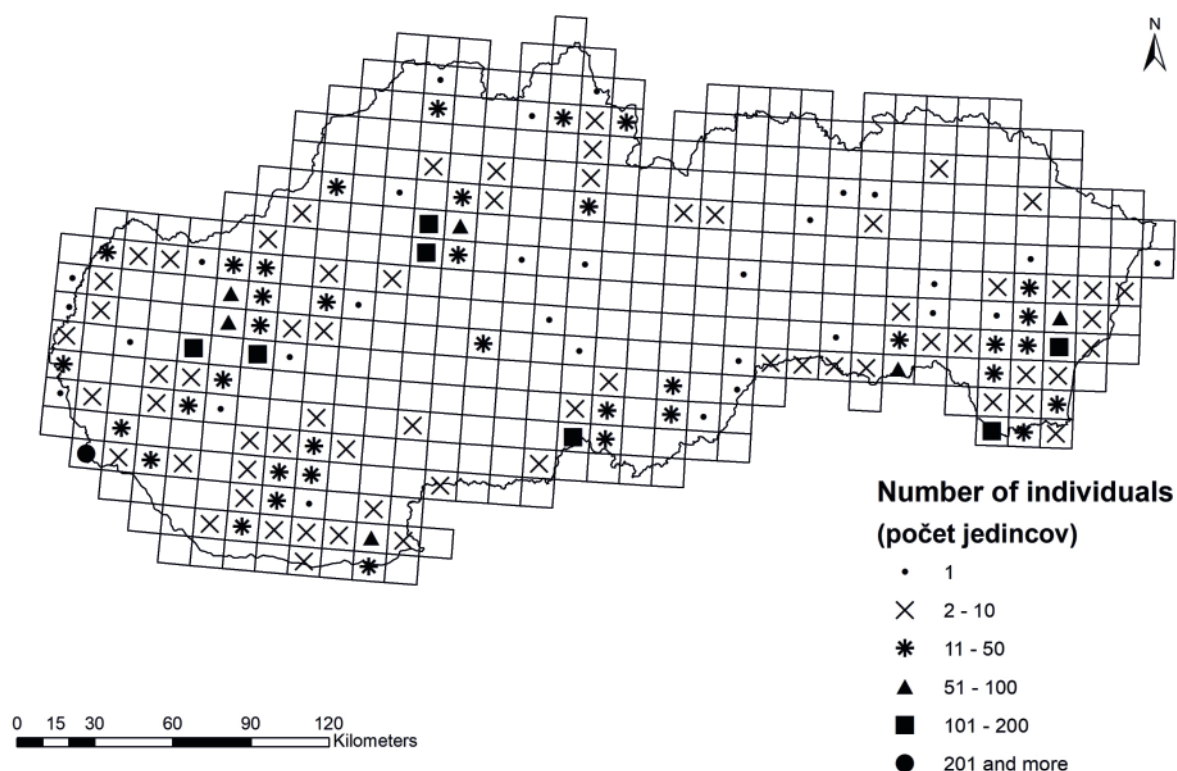 N
Number of individuals
(počet jedincov)
1
2 - 10
11 - 50
51 - 100
101 - 200
201 and more
0 15 30 60 90 120
Kilometers